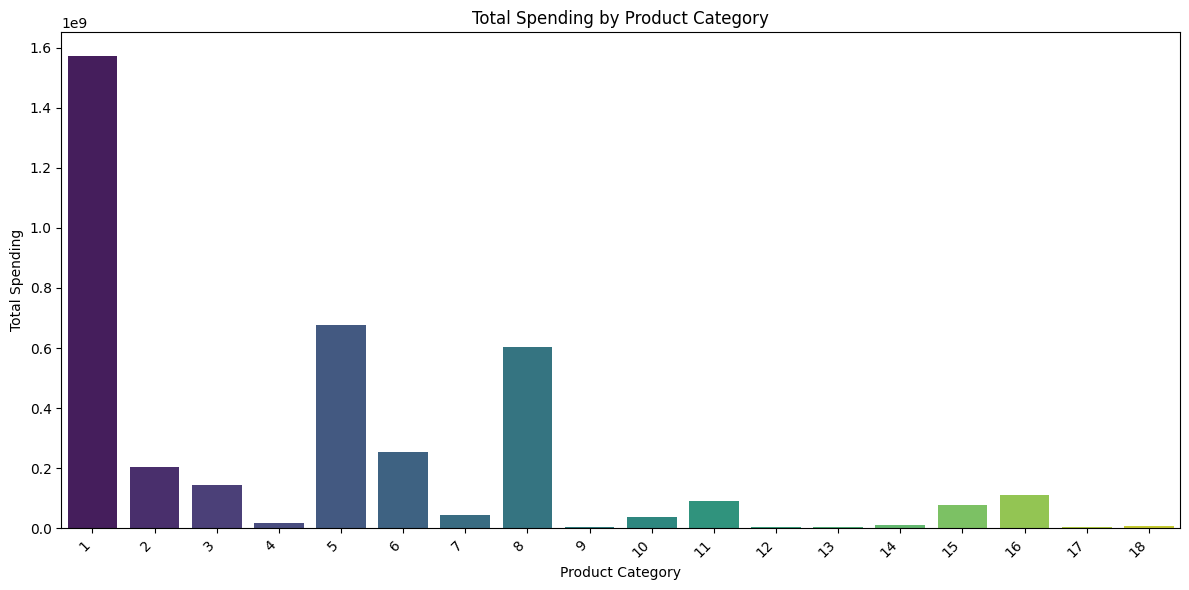 Total Spending by Product Category
1e9
1.6
1.4
1.2
1.0
0.8
0.6
0.4
0.2
0.0
Total Spending
1 2 3 4 5 6 7 8 9 10 11 12 13 14 15 16 17 18
Product Category